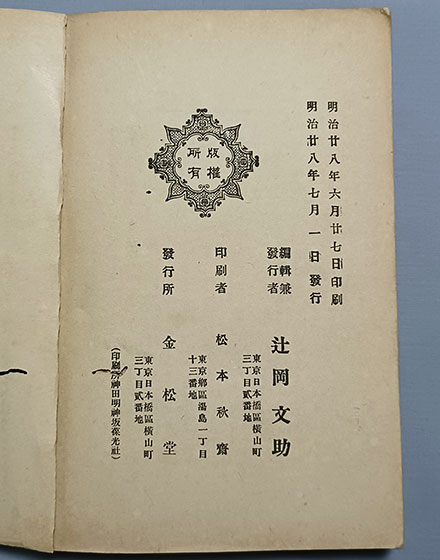 明治廿八年六月廿七日印刷
明治廿八年七月一日發行
編輯兼
發行者
辻岡文助
東京日本橋區横山町
三丁目貳番地
印刷者
松本秋齋
東京鄉區湯島一丁目
十三番地
發行所
金松堂
東京日本橋區横山町
三丁目貳番地
(印刷所神田明神坂葆光社)
版權
所有